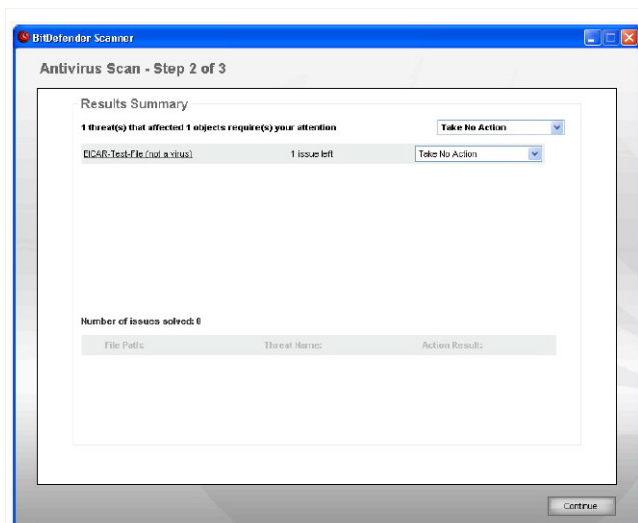 BitDefender Scanner
Antivirus Scan - Step 2 of 3
Results Summary
1 threat(s) that affected 1 objects require(s) your attention Take No Action
EICAR-Test-File (not a virus) 1 issue left Take No Action
Number of issues solved: 0
File Path: Threat Name: Action Result:
Continue